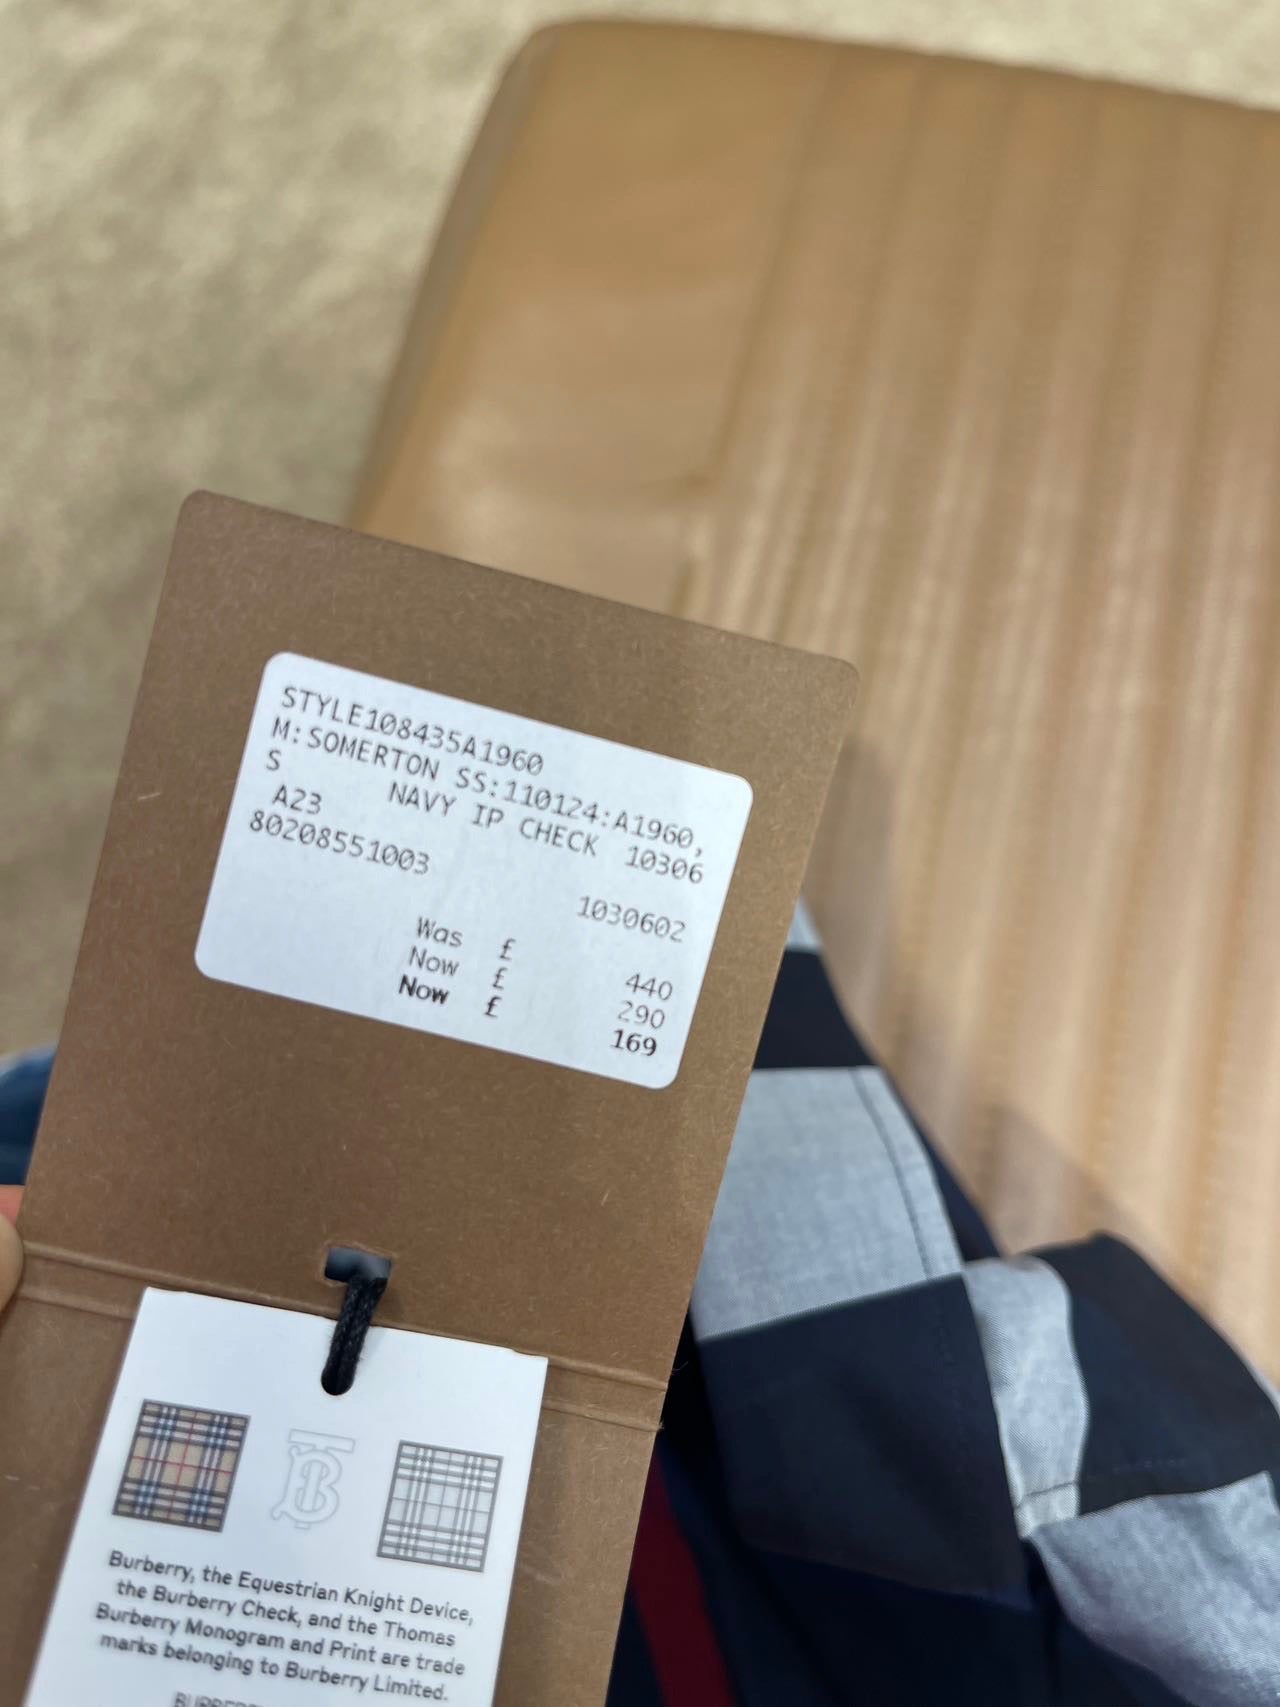 STYLE108435A1960
M:SOMERTON SS:110124:A1960,
S NAVY IP CHECK 10306
A23
80208551003
1030602
Was £ 440
Now £ 290
Now £ 169
Burberry, the Equestrian Knight Device,
the Burberry Check, and the Thomas
Burberry Monogram and Print are trade
marks belonging to Burberry Limited.